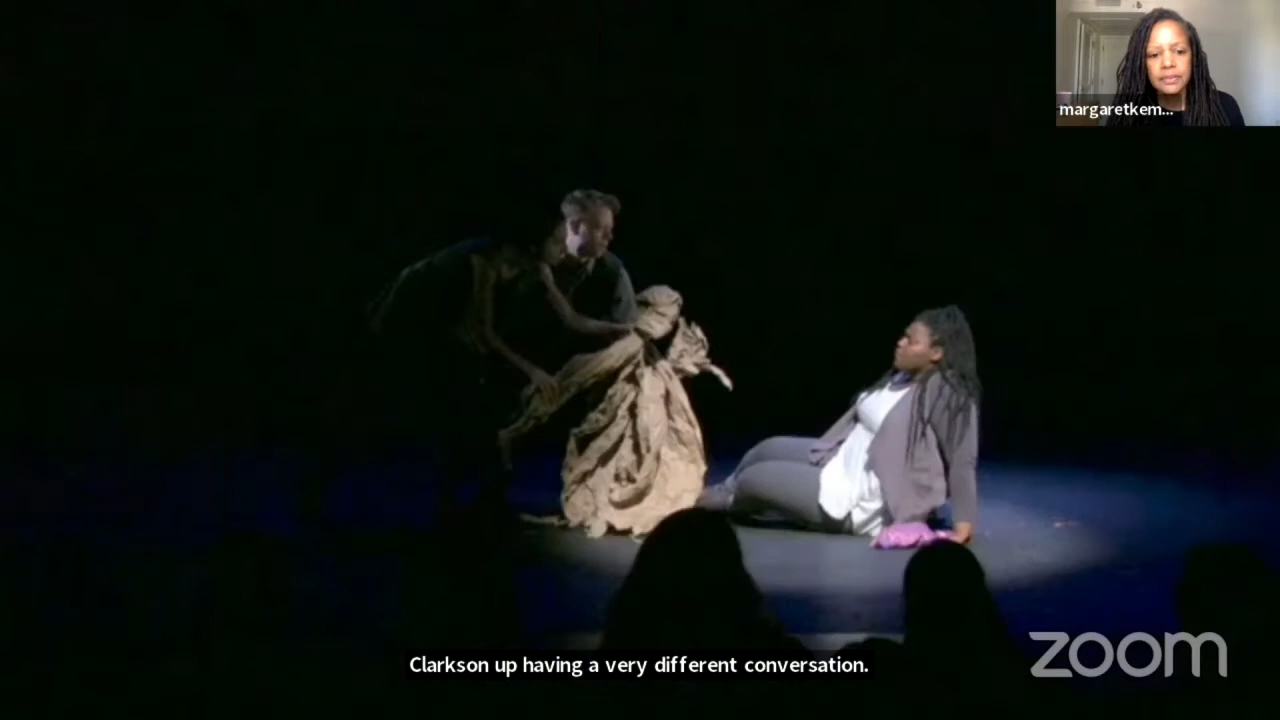 margaretkem...
Clarkson up having a very different conversation.
zoom